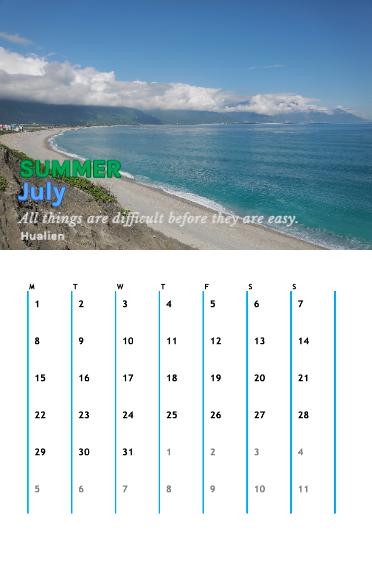 SUMMER
July
All things are difficult before they are easy.
Hualien
M T W T F S S
1 2 3 4 5 6 7
8 9 10 11 12 13 14
15 16 17 18 19 20 21
22 23 24 25 26 27 28
29 30 31 1 2 3 4
5 6 7 8 9 10 11